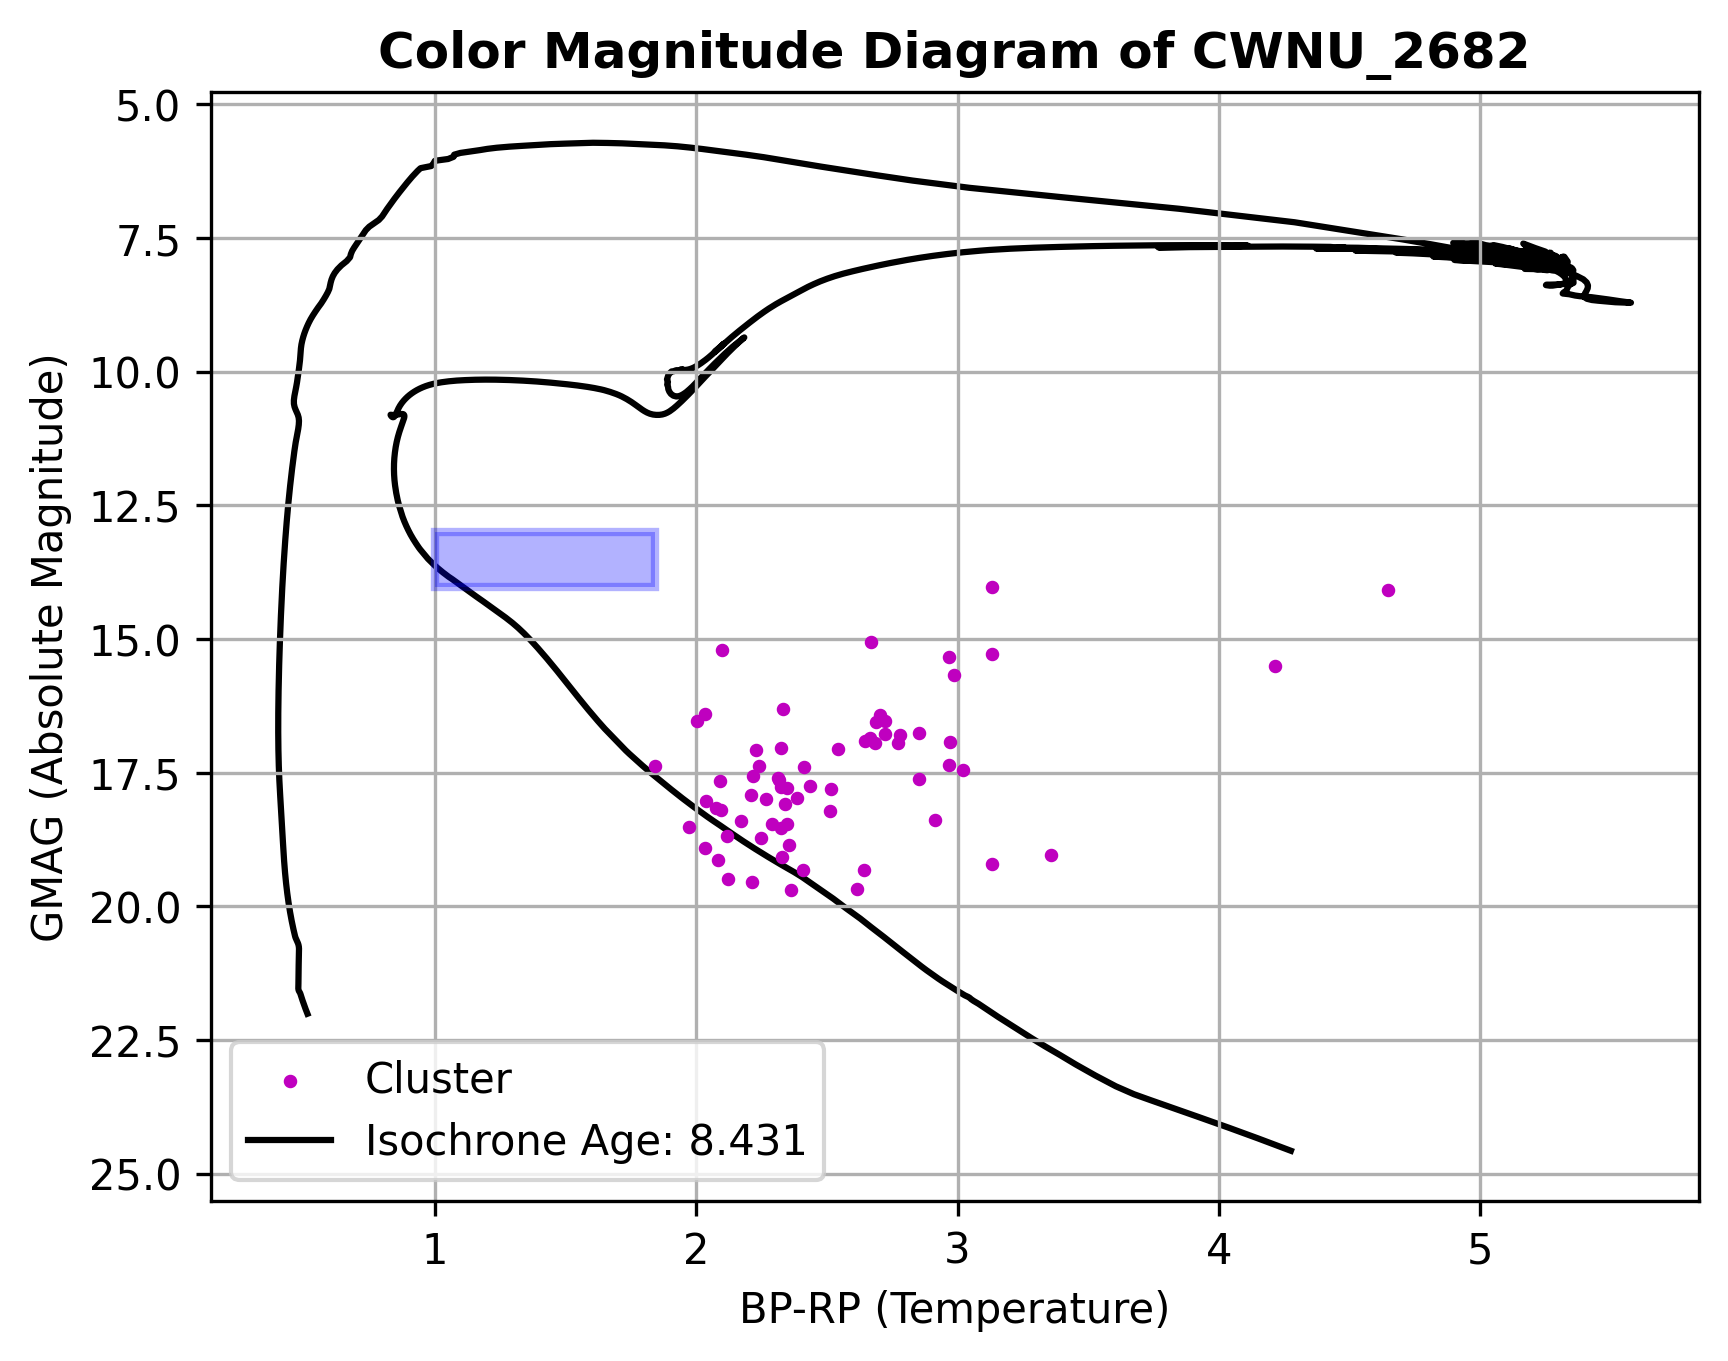 Color Magnitude Diagram of CWNU_2682
GMAG (Absolute Magnitude)
5.0
7.5
10.0
12.5
15.0
17.5
20.0
22.5
25.0
Cluster
Isochrone Age: 8.431
1 2 3 4 5
BP-RP (Temperature)